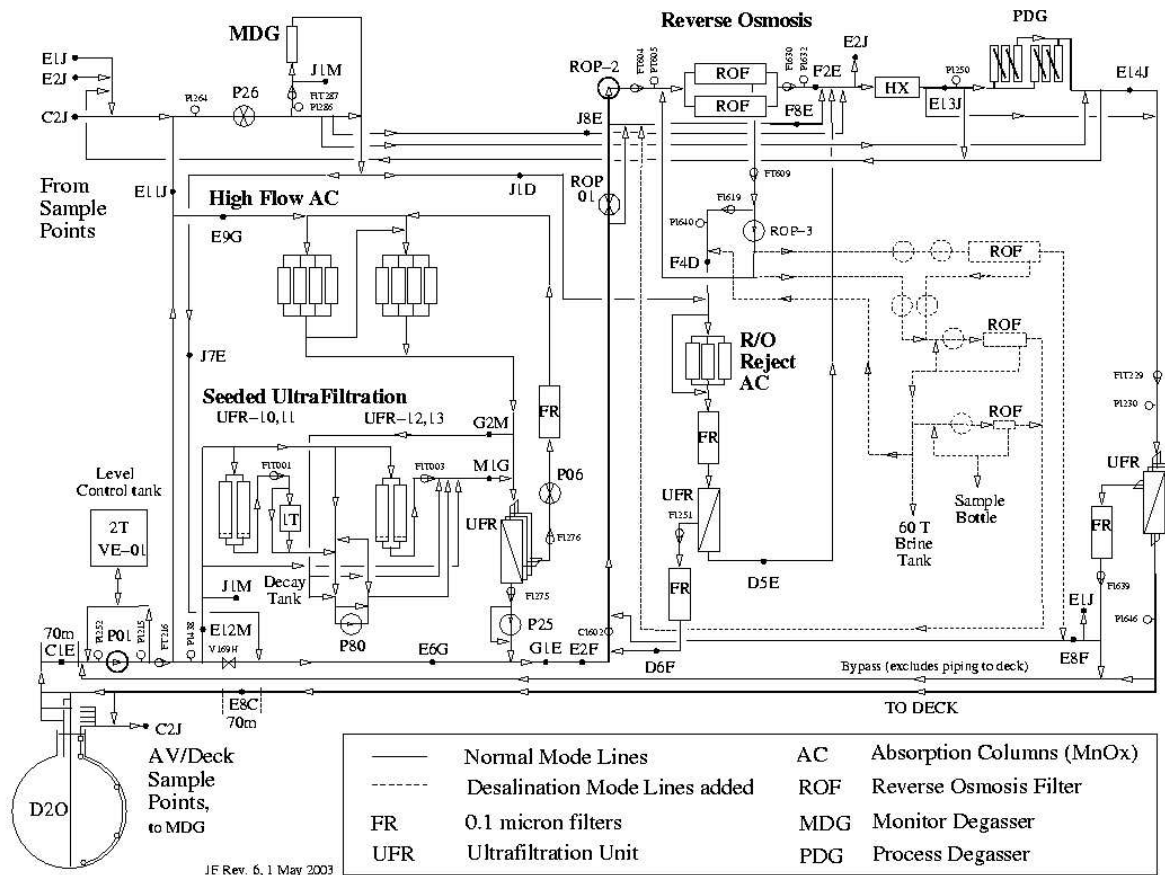 Reverse Osmosis
PDG
MDG
E1J
E2J
C2J
J1M
FIT287
PI286
PI264
P26
ROP-2
FT604
PI605
ROF
ROF
FI630
PI632
F2E
E2J
HX
PI250
E13J
E14J
J8E
F8E
From
Sample
Points
E11J
High Flow AC
J1D
ROP
01
FT609
FI619
PI640
ROP-3
E9G
F4D
ROF
ROF
ROF
J7E
R/O
Reject
AC
FR
FIT229
PI230
Seeded UltraFiltration
UFR-10,11
UFR-12,13
G2M
FR
M1G
FIT001
FIT003
1T
P06
UFR
FI276
UFR
FI251
UFR
FR
Level
Control tank
2T
VE-01
Sample
Bottle
60 T
Brine
Tank
Decay
Tank
J1M
FI275
P25
P80
FR
D5E
FI639
E1J
PI646
70m
C1E
PI252
P01
PI215
FT216
PI438
E12M
V169H
E6G
G1E
E2F
CI602
D6F
E8F
Bypass (excludes piping to deck)
E8C
70m
TO DECK
C2J
AV/Deck
Sample
Points,
to MDG
D2O
JF Rev. 6, 1 May 2003
Normal Mode Lines
Desalination Mode Lines added
FR 0.1 micron filters
UFR Ultrafiltration Unit
AC Absorption Columns (MnOx)
ROF Reverse Osmosis Filter
MDG Monitor Degasser
PDG Process Degasser